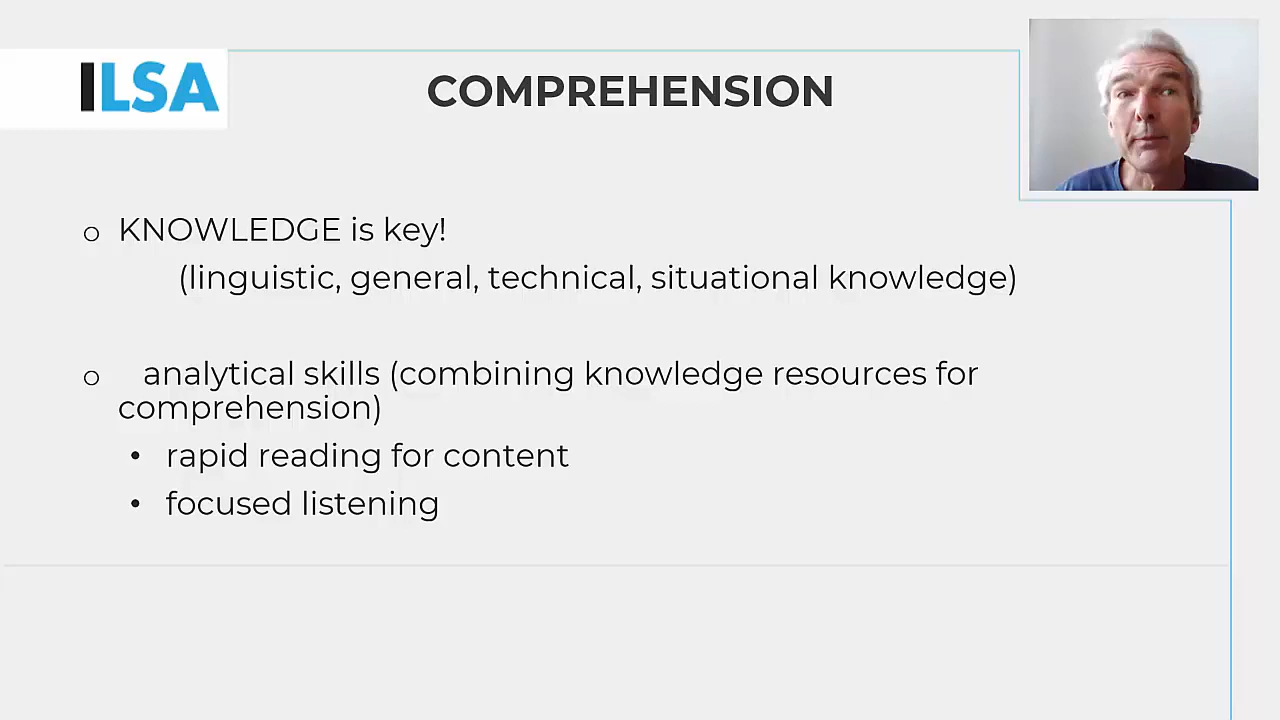 ILSA
COMPREHENSION
o KNOWLEDGE is key!
(linguistic, general, technical, situational knowledge)
o analytical skills (combining knowledge resources for
comprehension)
• rapid reading for content
• focused listening